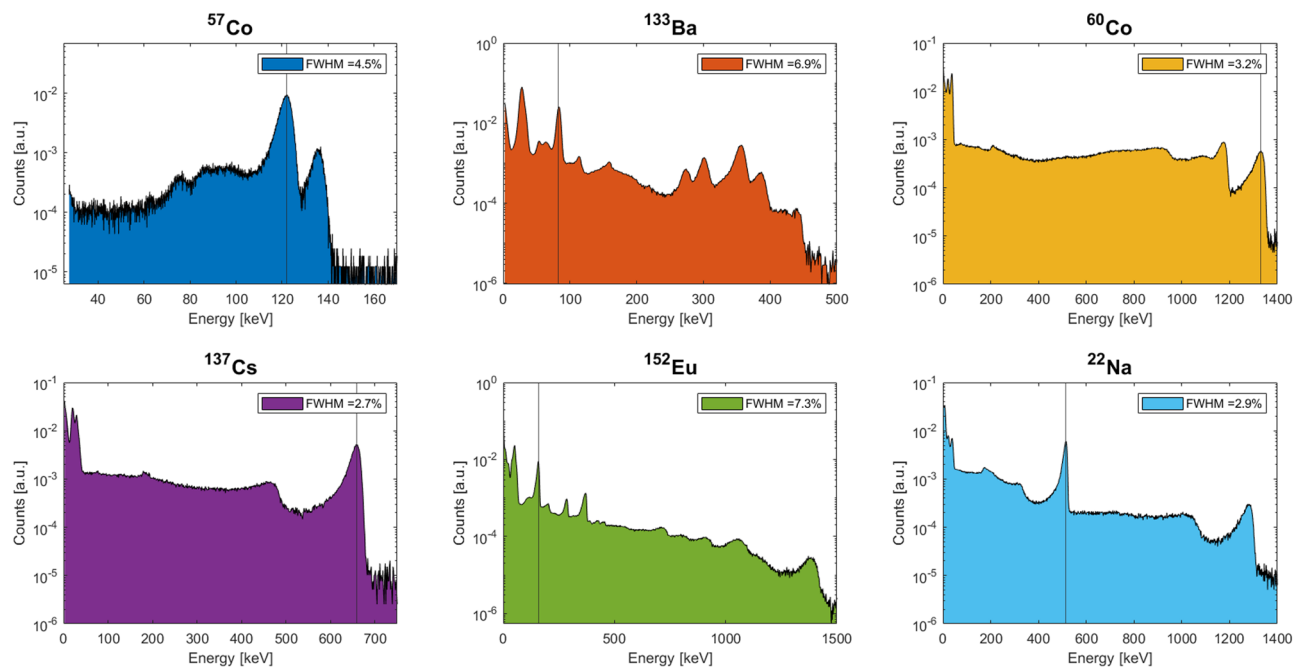 ⁵⁷Co
FWHM =4.5%
Counts [a.u.]
10⁻²
10⁻³
10⁻⁴
10⁻⁵
40 60 80 100 120 140 160
Energy [keV]
¹³³Ba
FWHM =6.9%
Counts [a.u.]
10⁰
10⁻²
10⁻⁴
10⁻⁶
0 100 200 300 400 500
Energy [keV]
⁶⁰Co
FWHM =3.2%
Counts [a.u.]
10⁻¹
10⁻²
10⁻³
10⁻⁴
10⁻⁵
10⁻⁶
0 200 400 600 800 1000 1200 1400
Energy [keV]
¹³⁷Cs
FWHM =2.7%
Counts [a.u.]
10⁻¹
10⁻²
10⁻³
10⁻⁴
10⁻⁵
10⁻⁶
0 100 200 300 400 500 600 700
Energy [keV]
¹⁵²Eu
FWHM =7.3%
Counts [a.u.]
10⁰
10⁻²
10⁻⁴
10⁻⁶
0 500 1000 1500
Energy [keV]
²²Na
FWHM =2.9%
Counts [a.u.]
10⁻¹
10⁻²
10⁻³
10⁻⁴
10⁻⁵
10⁻⁶
0 200 400 600 800 1000 1200 1400
Energy [keV]